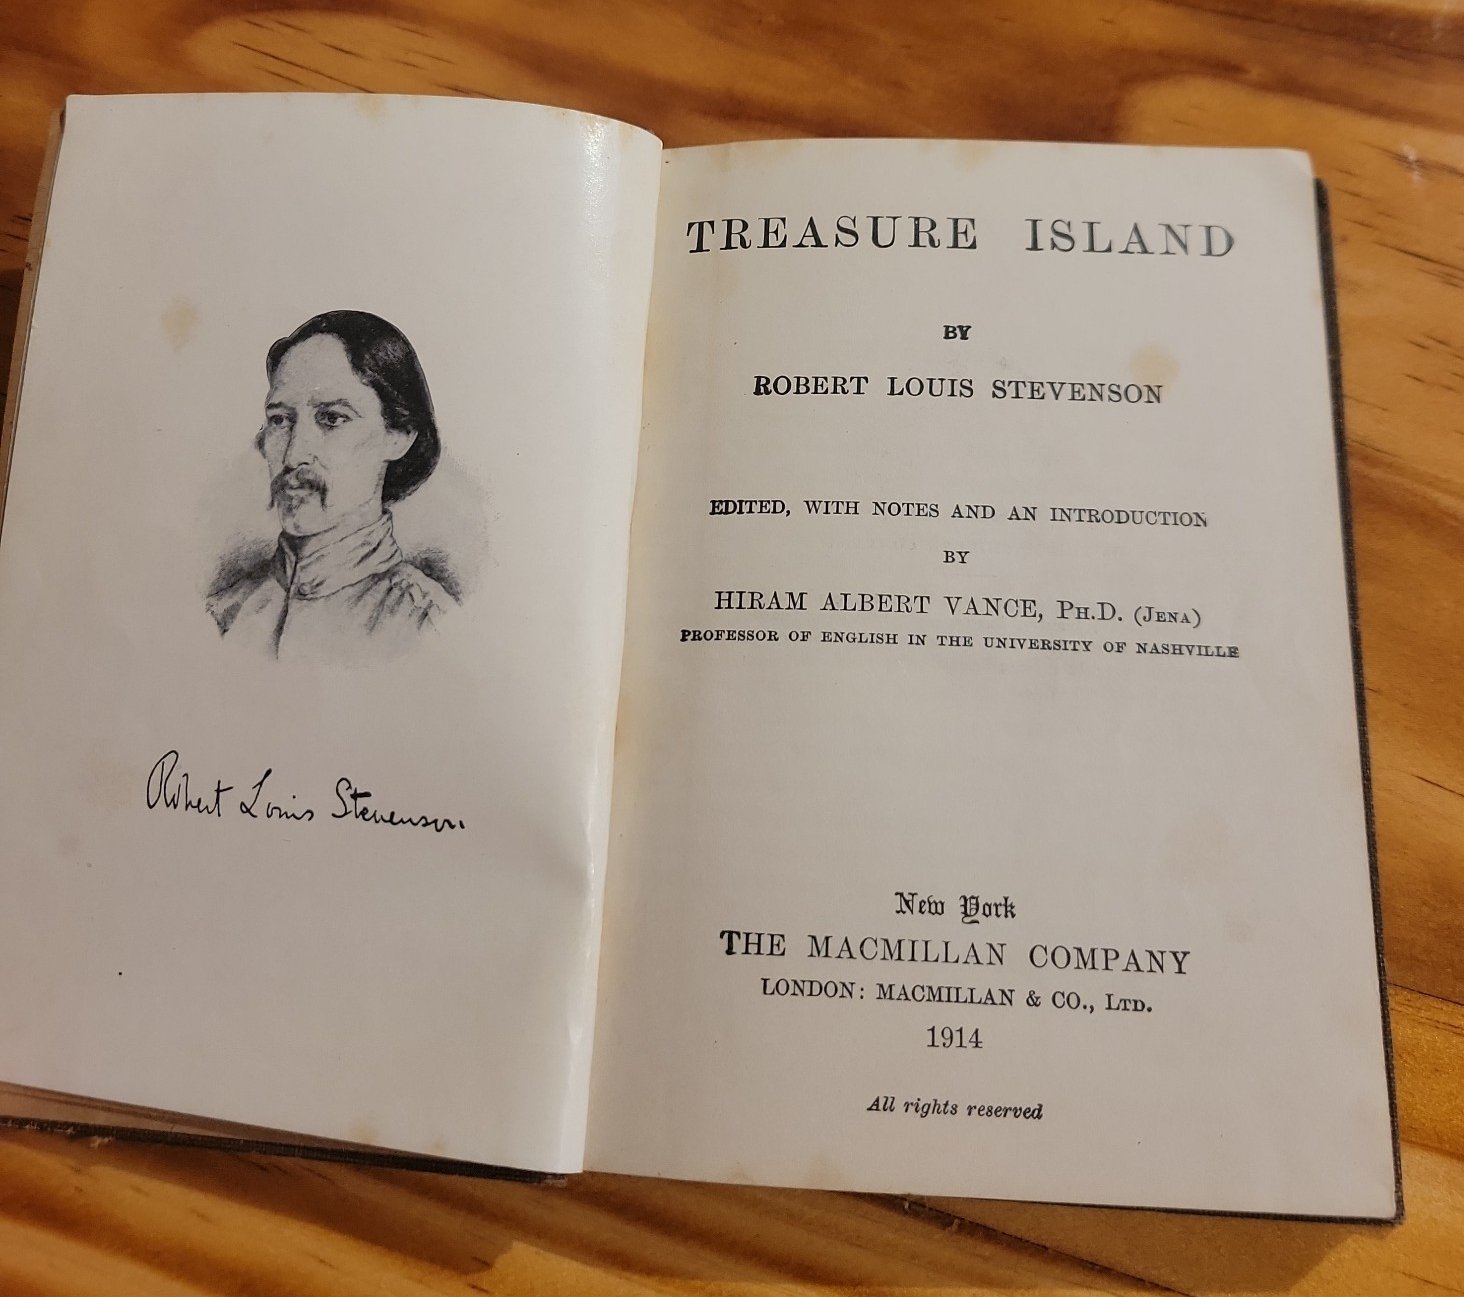 Robert Louis Stevenson.
TREASURE ISLAND
BY
ROBERT LOUIS STEVENSON
EDITED, WITH NOTES AND AN INTRODUCTION
BY
HIRAM ALBERT VANCE, PH.D. (JENA)
PROFESSOR OF ENGLISH IN THE UNIVERSITY OF NASHVILLE
New York
THE MACMILLAN COMPANY
LONDON: MACMILLAN & CO., LTD.
1914
All rights reserved